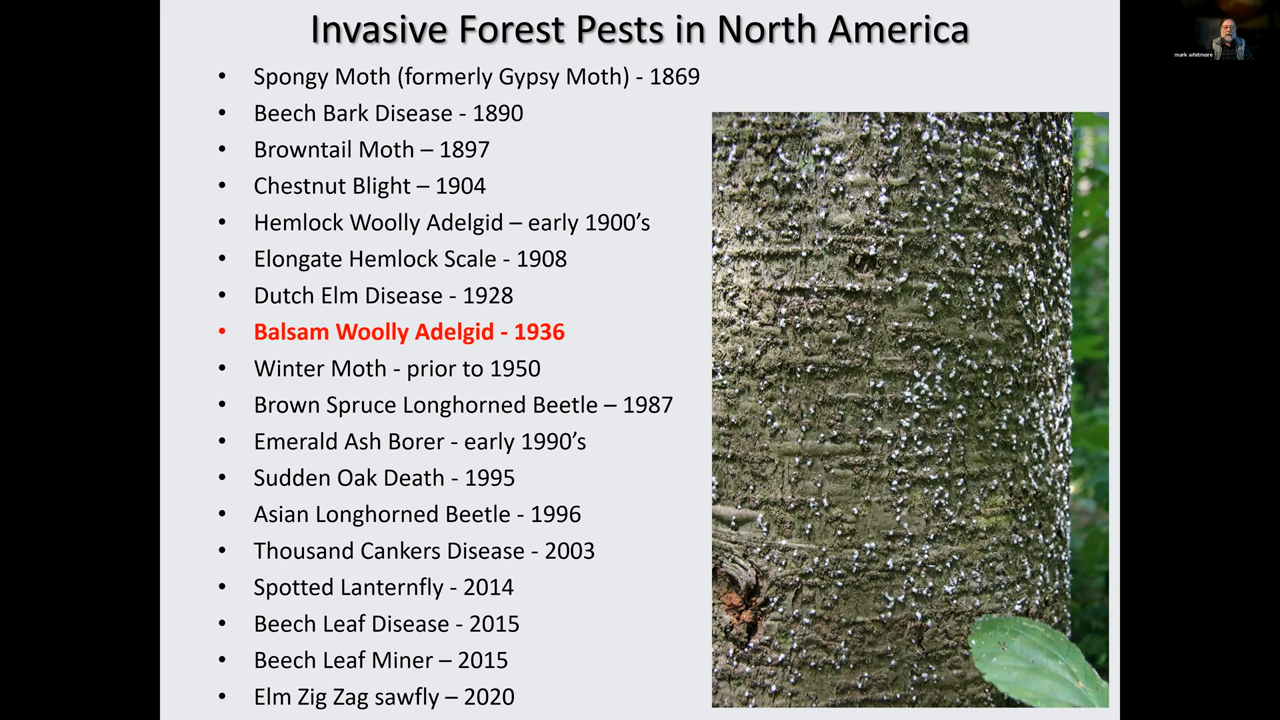 Invasive Forest Pests in North America
• Spongy Moth (formerly Gypsy Moth) - 1869
• Beech Bark Disease - 1890
• Browntail Moth – 1897
• Chestnut Blight – 1904
• Hemlock Woolly Adelgid – early 1900’s
• Elongate Hemlock Scale - 1908
• Dutch Elm Disease - 1928
• Balsam Woolly Adelgid - 1936
• Winter Moth - prior to 1950
• Brown Spruce Longhorned Beetle – 1987
• Emerald Ash Borer - early 1990’s
• Sudden Oak Death - 1995
• Asian Longhorned Beetle - 1996
• Thousand Cankers Disease - 2003
• Spotted Lanternfly - 2014
• Beech Leaf Disease - 2015
• Beech Leaf Miner – 2015
• Elm Zig Zag sawfly – 2020
mark whitmore